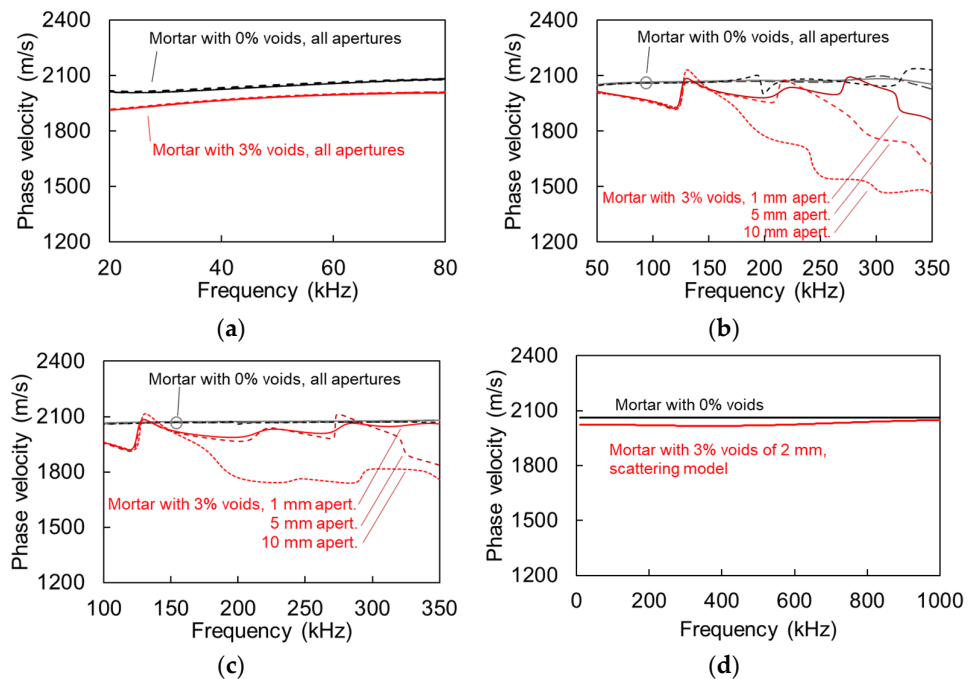 2400
2100
1800
1500
1200
Phase velocity (m/s)
Mortar with 0% voids, all apertures
Mortar with 3% voids, all apertures
20 40 60 80
Frequency (kHz)
(a)
2400
2100
1800
1500
1200
Phase velocity (m/s)
Mortar with 0% voids, all apertures
Mortar with 3% voids, 1 mm apert.
5 mm apert.
10 mm apert.
50 100 150 200 250 300 350
Frequency (kHz)
(b)
2400
2100
1800
1500
1200
Phase velocity (m/s)
Mortar with 0% voids, all apertures
Mortar with 3% voids, 1 mm apert.
5 mm apert.
10 mm apert.
100 150 200 250 300 350
Frequency (kHz)
(c)
2400
2100
1800
1500
1200
Phase velocity (m/s)
Mortar with 0% voids
Mortar with 3% voids of 2 mm,
scattering model
0 200 400 600 800 1000
Frequency (kHz)
(d)